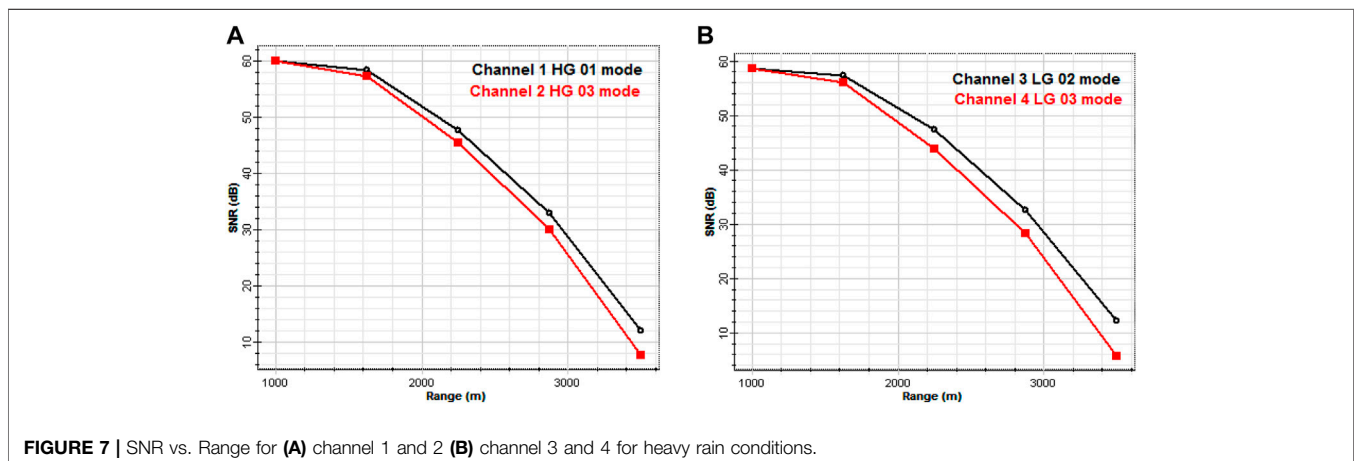 A
Channel 1 HG 01 mode
Channel 2 HG 03 mode
60
50
40
30
20
10
SNR (dB)
1000
2000
3000
Range (m)
B
Channel 3 LG 02 mode
Channel 4 LG 03 mode
60
50
40
30
20
10
SNR (dB)
1000
2000
3000
Range (m)
FIGURE 7 | SNR vs. Range for (A) channel 1 and 2 (B) channel 3 and 4 for heavy rain conditions.